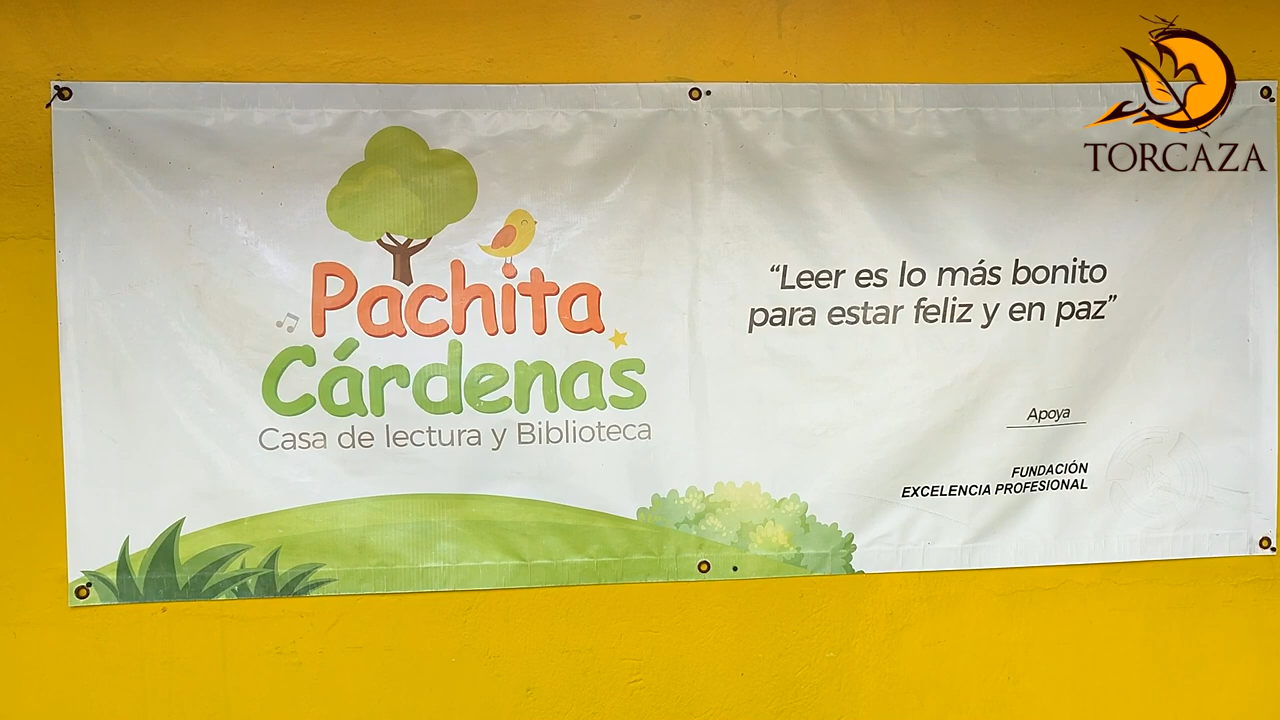 TORCAZA
Pachita
Cárdenas
Casa de lectura y Biblioteca
“Leer es lo más bonito
para estar feliz y en paz”
Apoya
FUNDACIÓN
EXCELENCIA PROFESIONAL